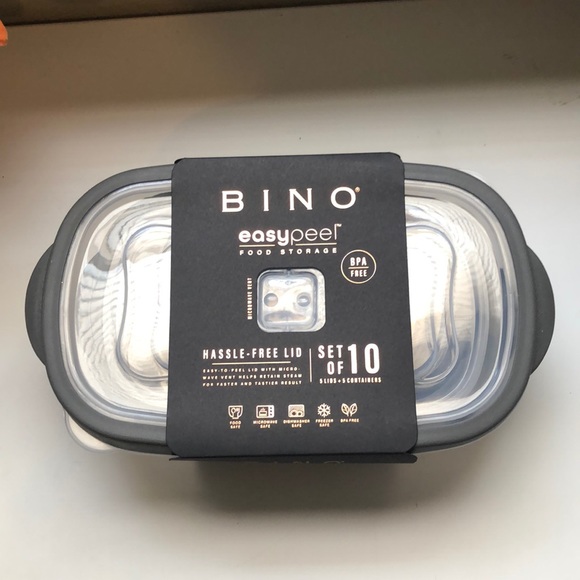 BINO®
easypeel™
FOOD STORAGE
BPA
FREE
MICROWAVE VENT
HASSLE-FREE LID
EASY-TO-PEEL LID WITH MICRO-
WAVE VENT HELPS RETAIN STEAM
FOR FASTER AND TASTIER RESULT
SET
OF 10
5 LIDS + 5 CONTAINERS
FOOD
SAFE
MICROWAVE
SAFE
DISHWASHER
SAFE
FREEZER
SAFE
BPA FREE